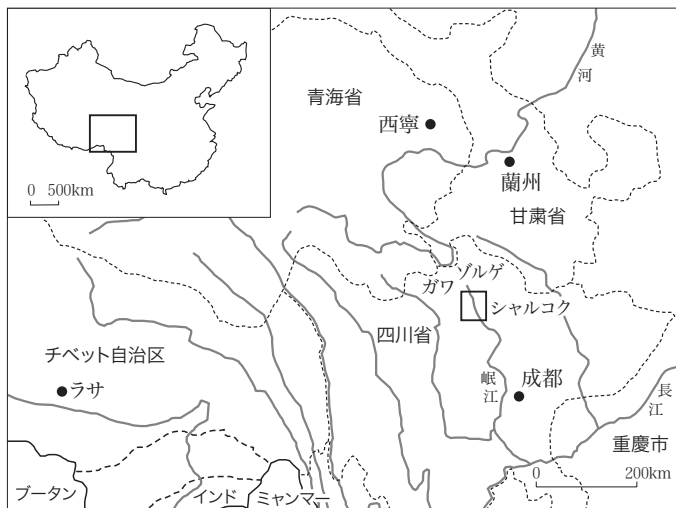 黄河
青海省
西寧
蘭州
0 500km
甘粛省
ゾルゲ
ガワ
シャルコク
四川省
チベット自治区
ラサ
岷江
成都
長江
重慶市
0 200km
ブータン
インド
ミャンマー